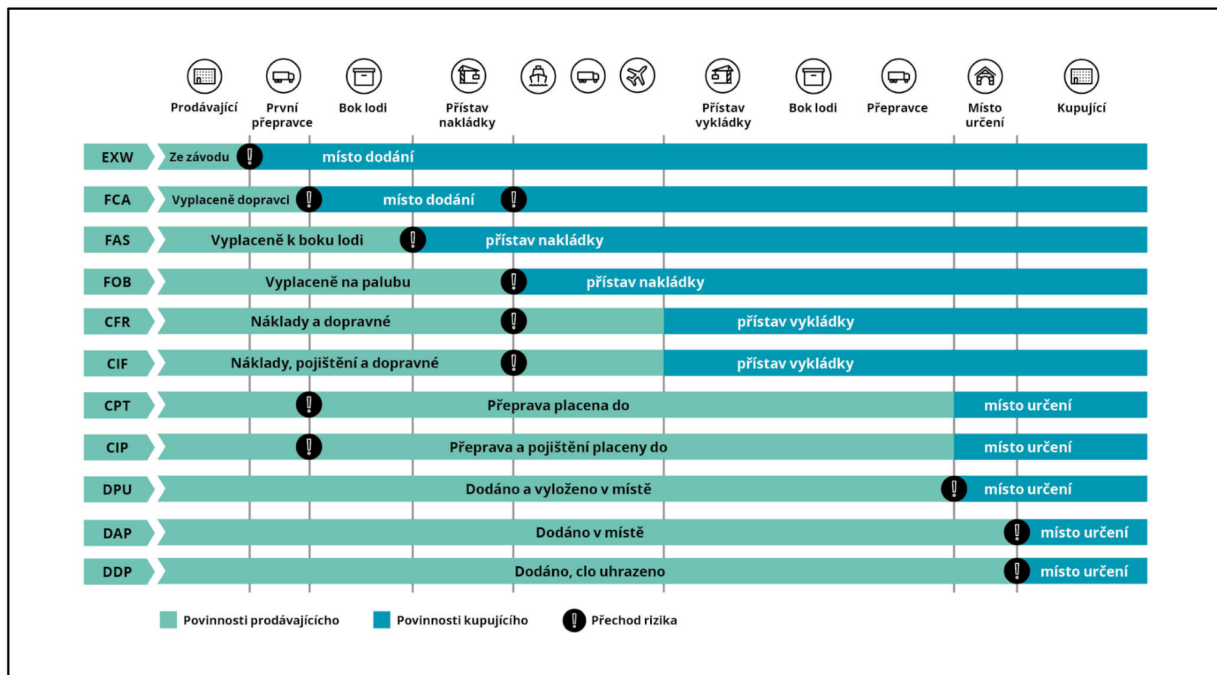 Prodávající
První
přepravce
Bok lodi
Přístav
nakládky
Přístav
vykládky
Bok lodi
Přepravce
Místo
určení
Kupující
EXW Ze závodu místo dodání
FCA Vyplaceně dopravci místo dodání
FAS Vyplaceně k boku lodi přístav nakládky
FOB Vyplaceně na palubu přístav nakládky
CFR Náklady a dopravné přístav vykládky
CIF Náklady, pojištění a dopravné přístav vykládky
CPT Přeprava placena do místo určení
CIP Přeprava a pojištění placeny do místo určení
DPU Dodáno a vyloženo v místě místo určení
DAP Dodáno v místě místo určení
DDP Dodáno, clo uhrazeno místo určení
Povinnosti prodávajícícho Povinnosti kupujícího Přechod rizika